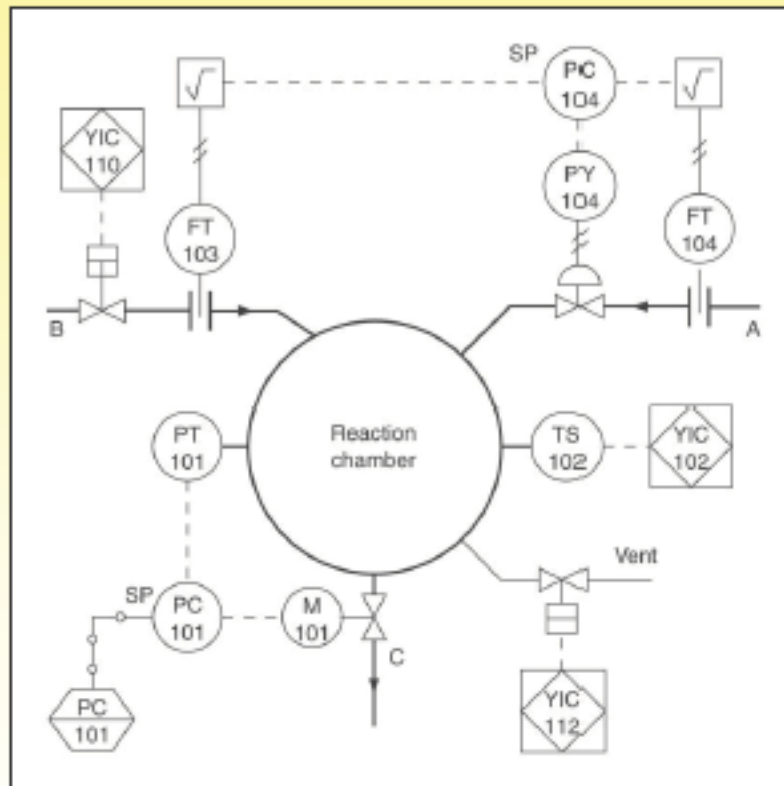 SP
PC
104
YIC
110
PY
104
FT
103
FT
104
B
A
Reaction
chamber
PT
101
TS
102
YIC
102
Vent
SP
PC
101
M
101
C
PC
101
YIC
112